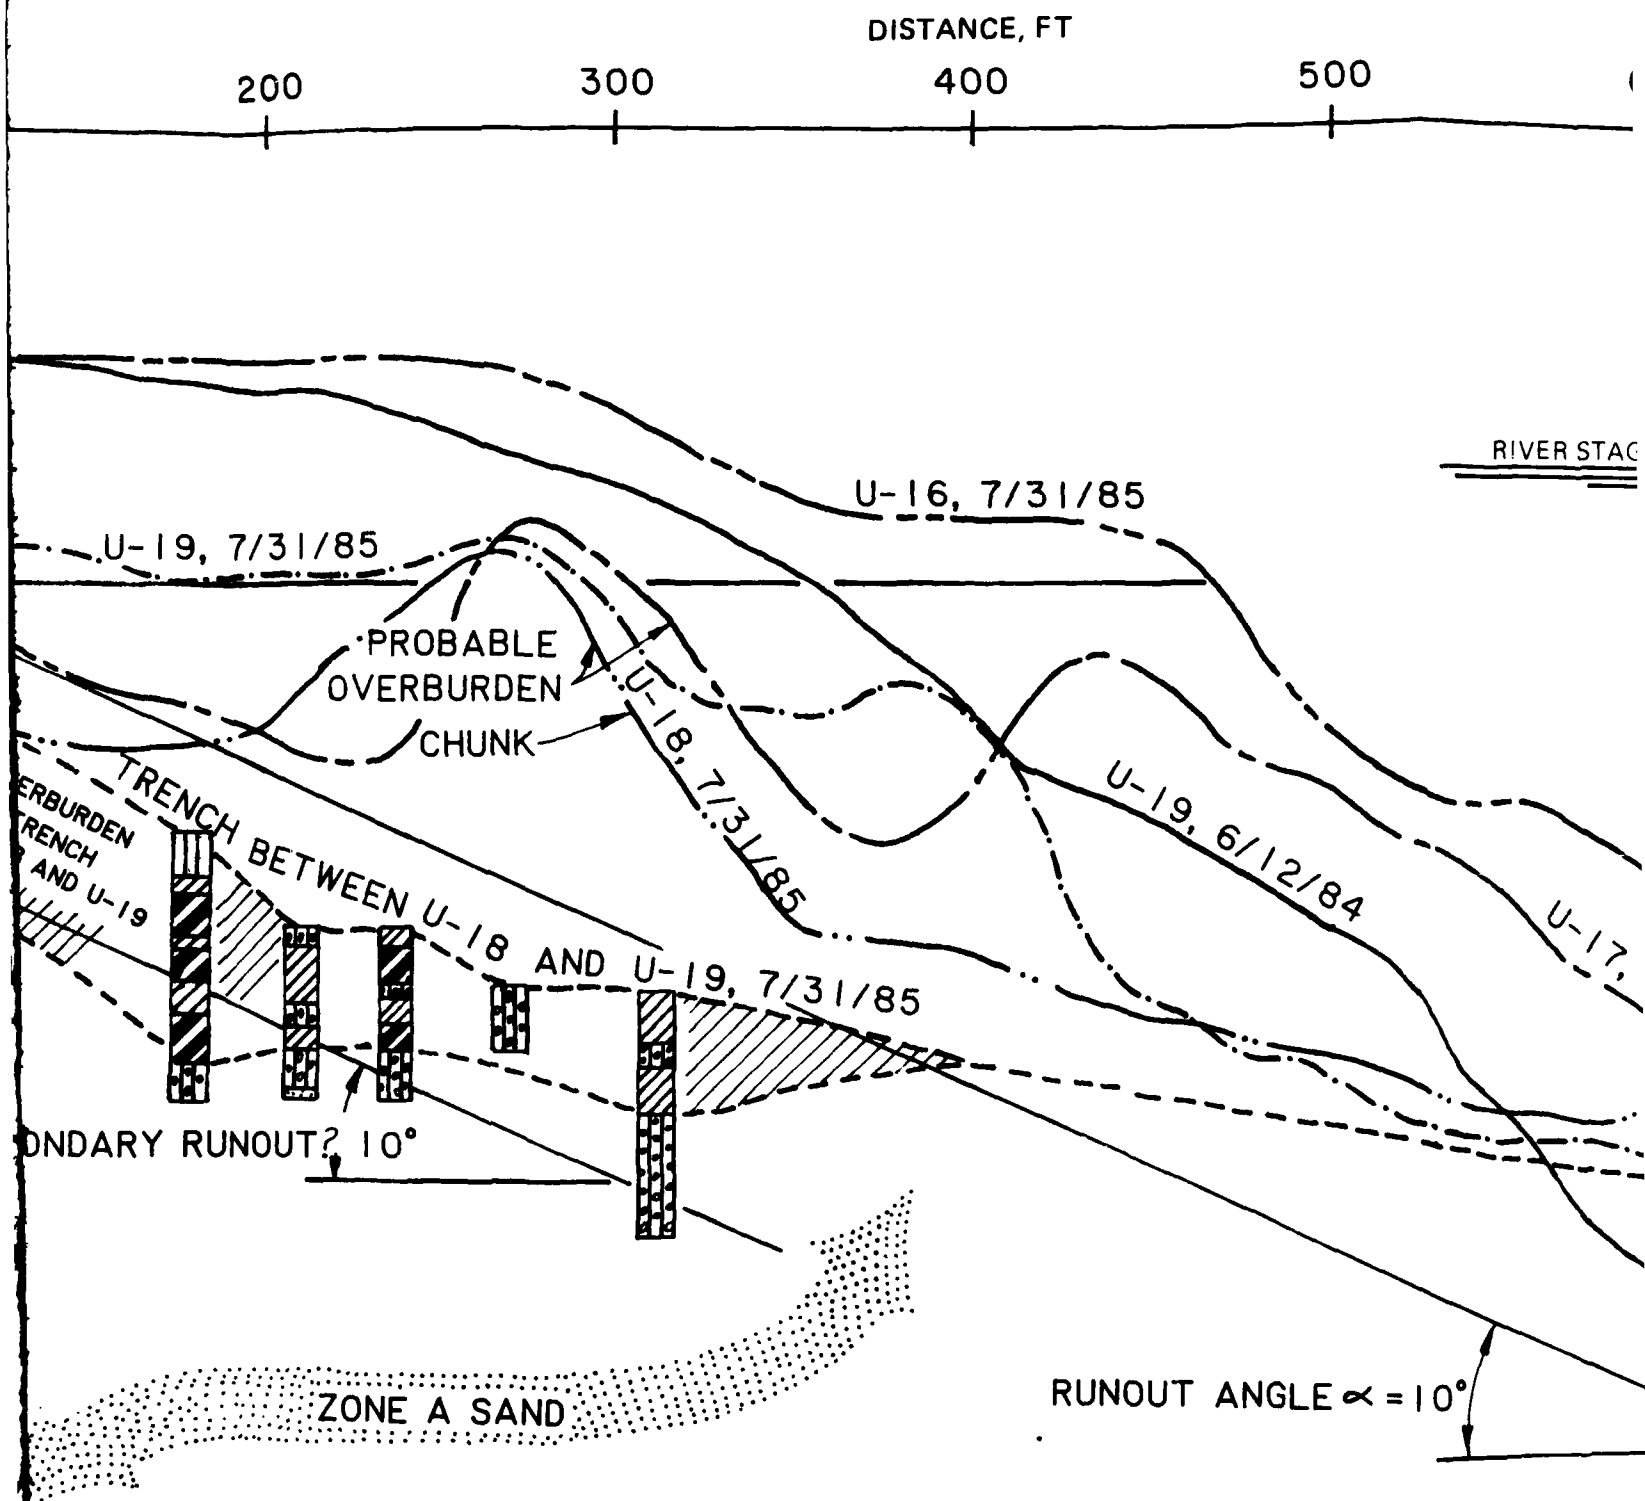 DISTANCE, FT
200 300 400 500
RIVER STAG
U-16, 7/31/85
U-19, 7/31/85
PROBABLE
OVERBURDEN
CHUNK
U-18, 7/31/85
U-19, 6/12/84
U-17,
TRENCH BETWEEN U-18 AND U-19, 7/31/85
ERBURDEN
RENCH
AND U-19
ONDARY RUNOUT? 10°
ZONE A SAND
RUNOUT ANGLE ∝ = 10°